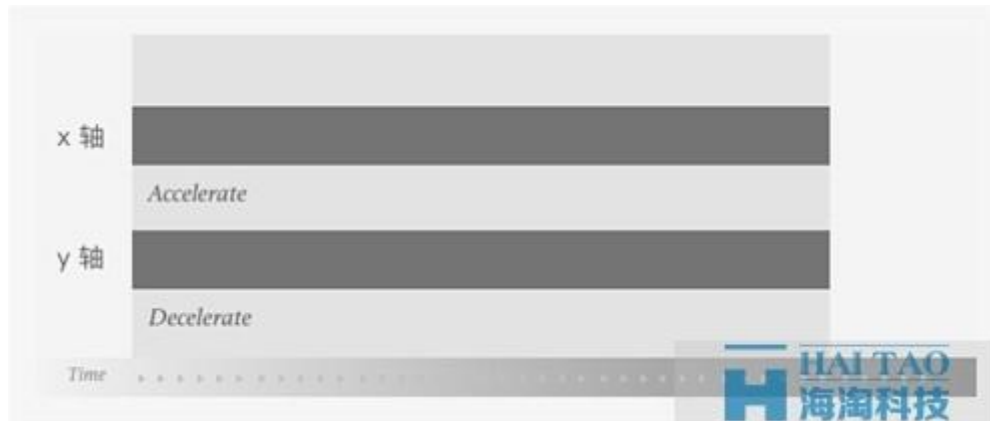 x 轴
Accelerate
y 轴
Decelerate
Time
HAI TAO
海淘科技